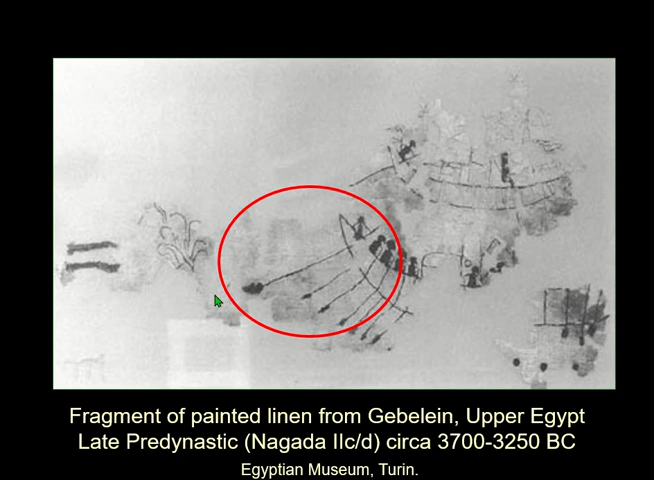 Fragment of painted linen from Gebelein, Upper Egypt
Late Predynastic (Nagada IIc/d) circa 3700-3250 BC
Egyptian Museum, Turin.